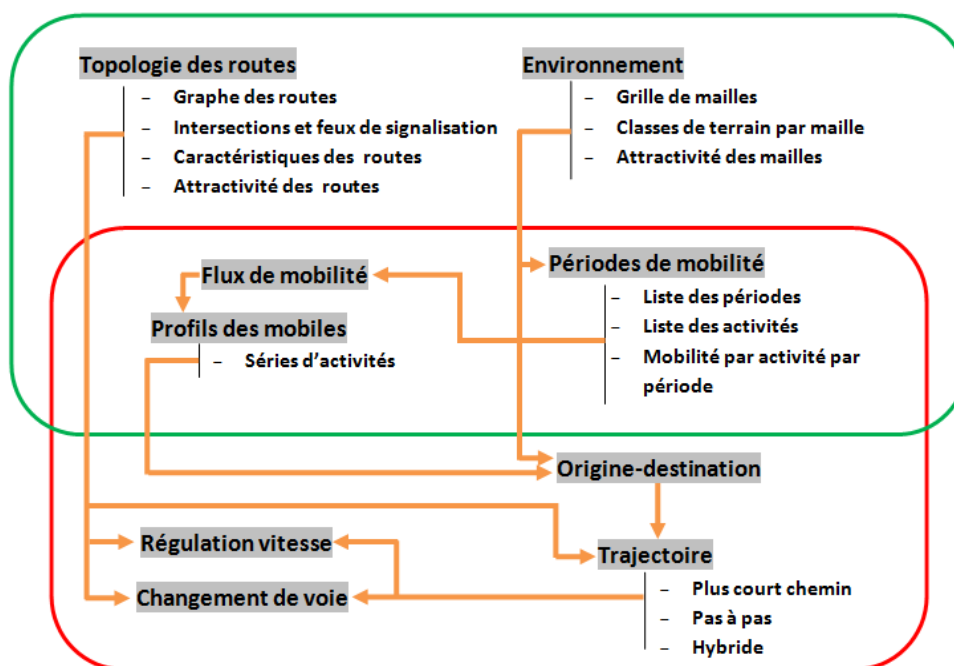 Topologie des routes
– Graphe des routes
– Intersections et feux de signalisation
– Caractéristiques des routes
– Attractivité des routes
Environnement
– Grille de mailles
– Classes de terrain par maille
– Attractivité des mailles
Flux de mobilité
Profils des mobiles
– Séries d’activités
Périodes de mobilité
– Liste des périodes
– Liste des activités
– Mobilité par activité par
période
Origine-destination
Régulation vitesse
Changement de voie
Trajectoire
– Plus court chemin
– Pas à pas
– Hybride